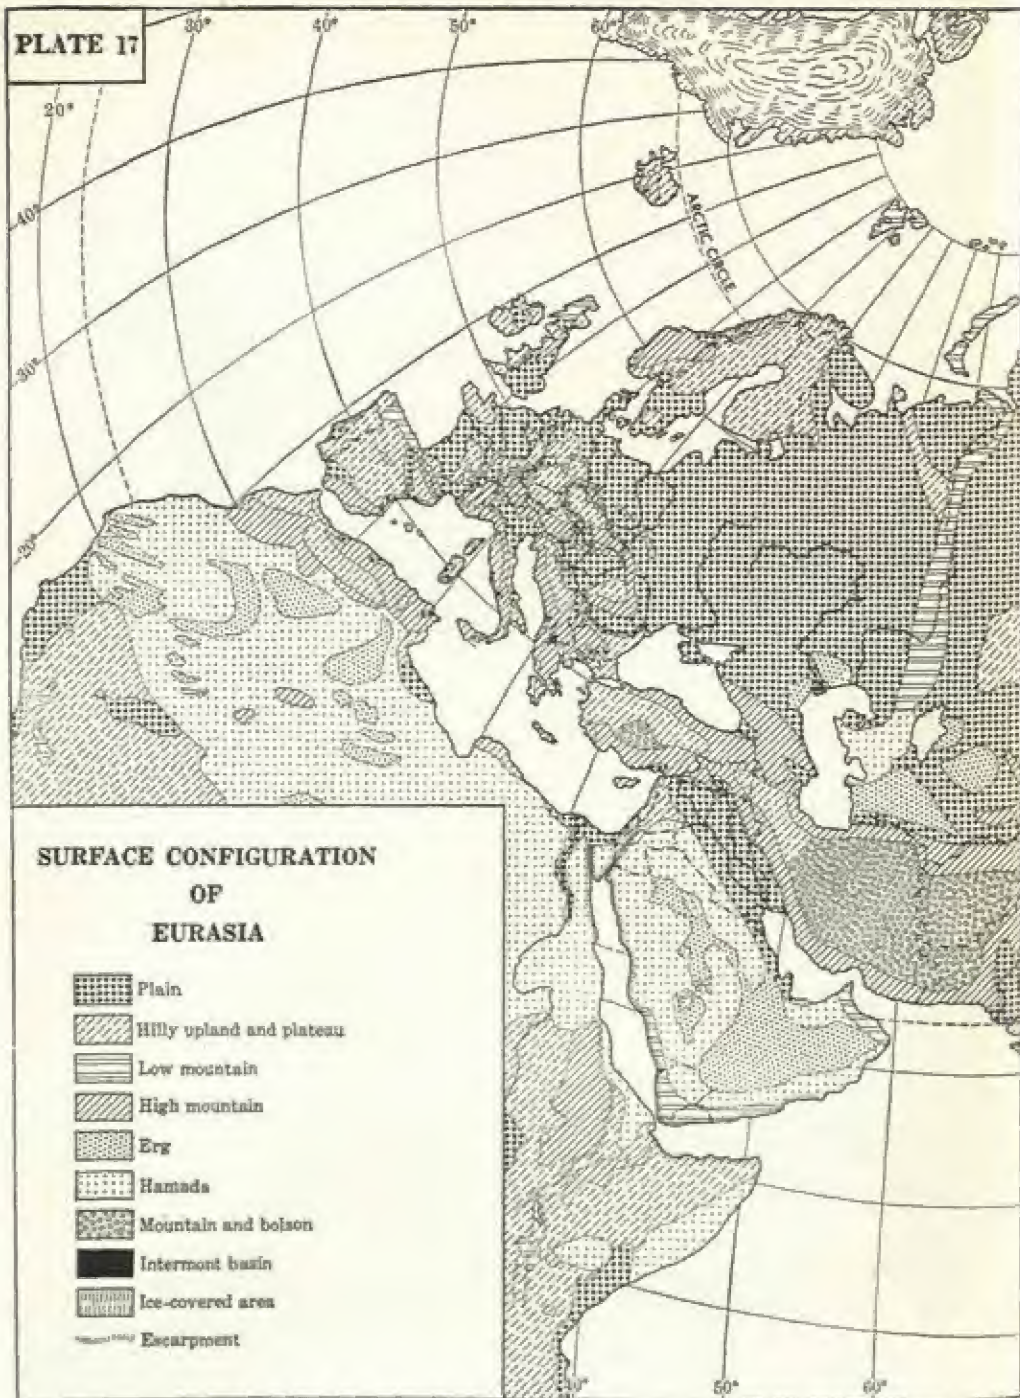 PLATE 17
30°
50°
60°
20°
40°
30°
40°
20°
ARCTIC CIRCLE
SURFACE CONFIGURATION
OF
EURASIA
Plain
Hilly upland and plateau
Low mountain
High mountain
Erg
Hamada
Mountain and bolson
Intermont basin
Ice-covered area
Escarpment
50°
60°